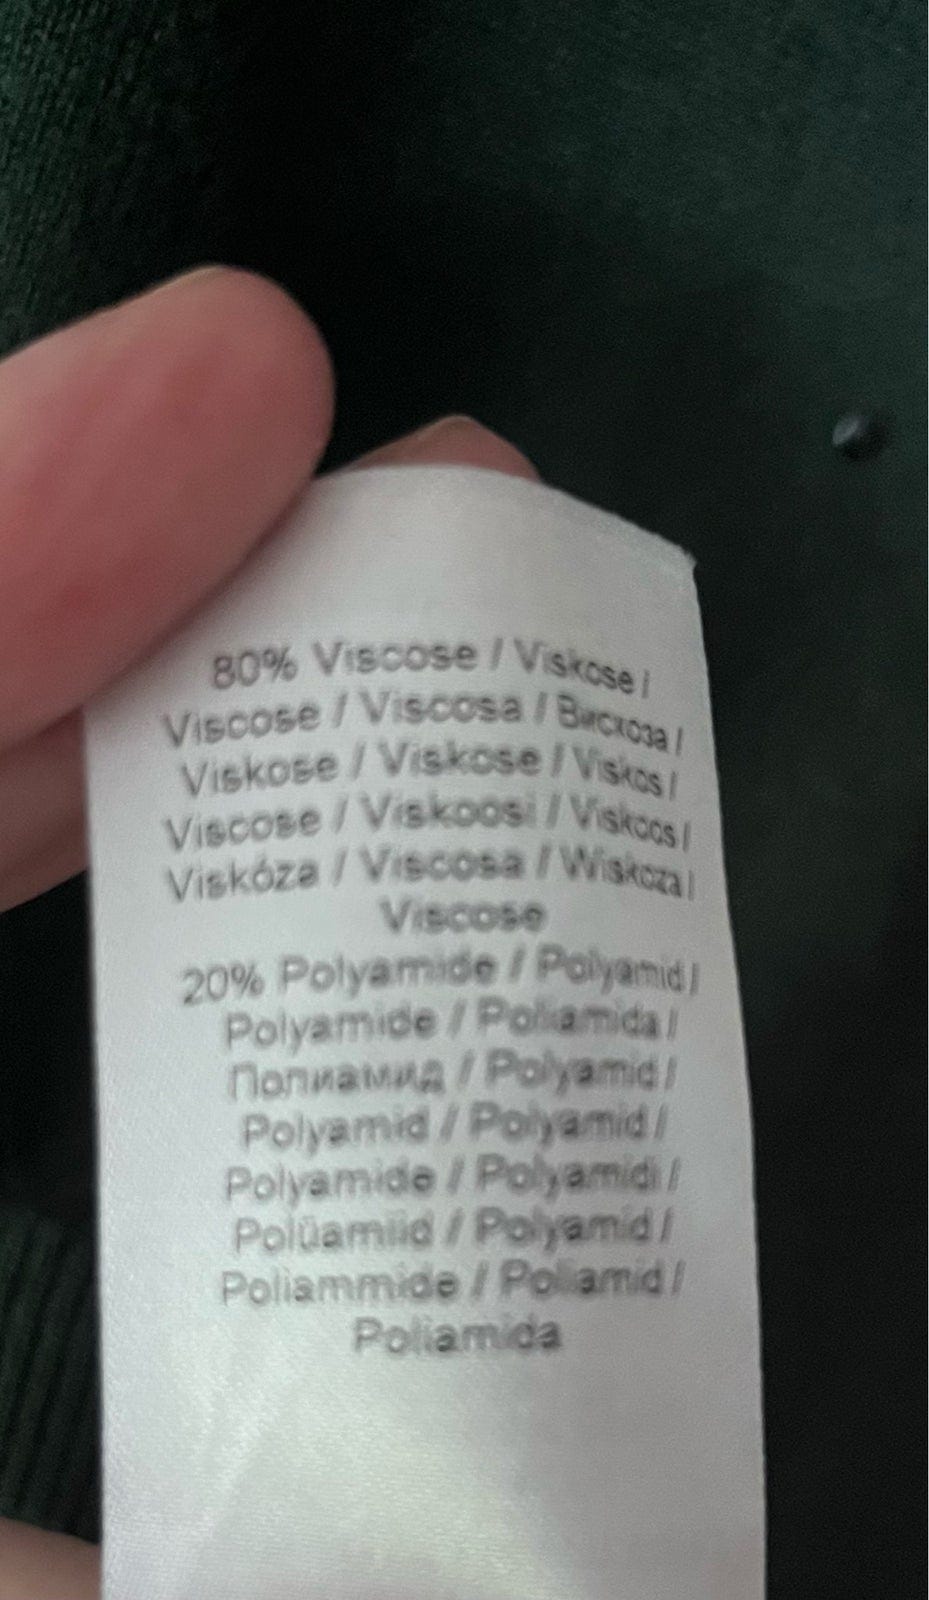 80% Viscose / Viskose /
Viscose / Viscosa / Вискоза /
Viskose / Viskose / Viskos /
Viscose / Viskoosi / Viskoos /
Viskóza / Viscosa / Wiskoza /
Viscose
20% Polyamide / Polyamid /
Polyamide / Poliamida /
Полиамид / Polyamid /
Polyamid / Polyamid /
Polyamide / Polyamidi /
Polüamiid / Polyamid /
Poliammide / Poliamid /
Poliamida